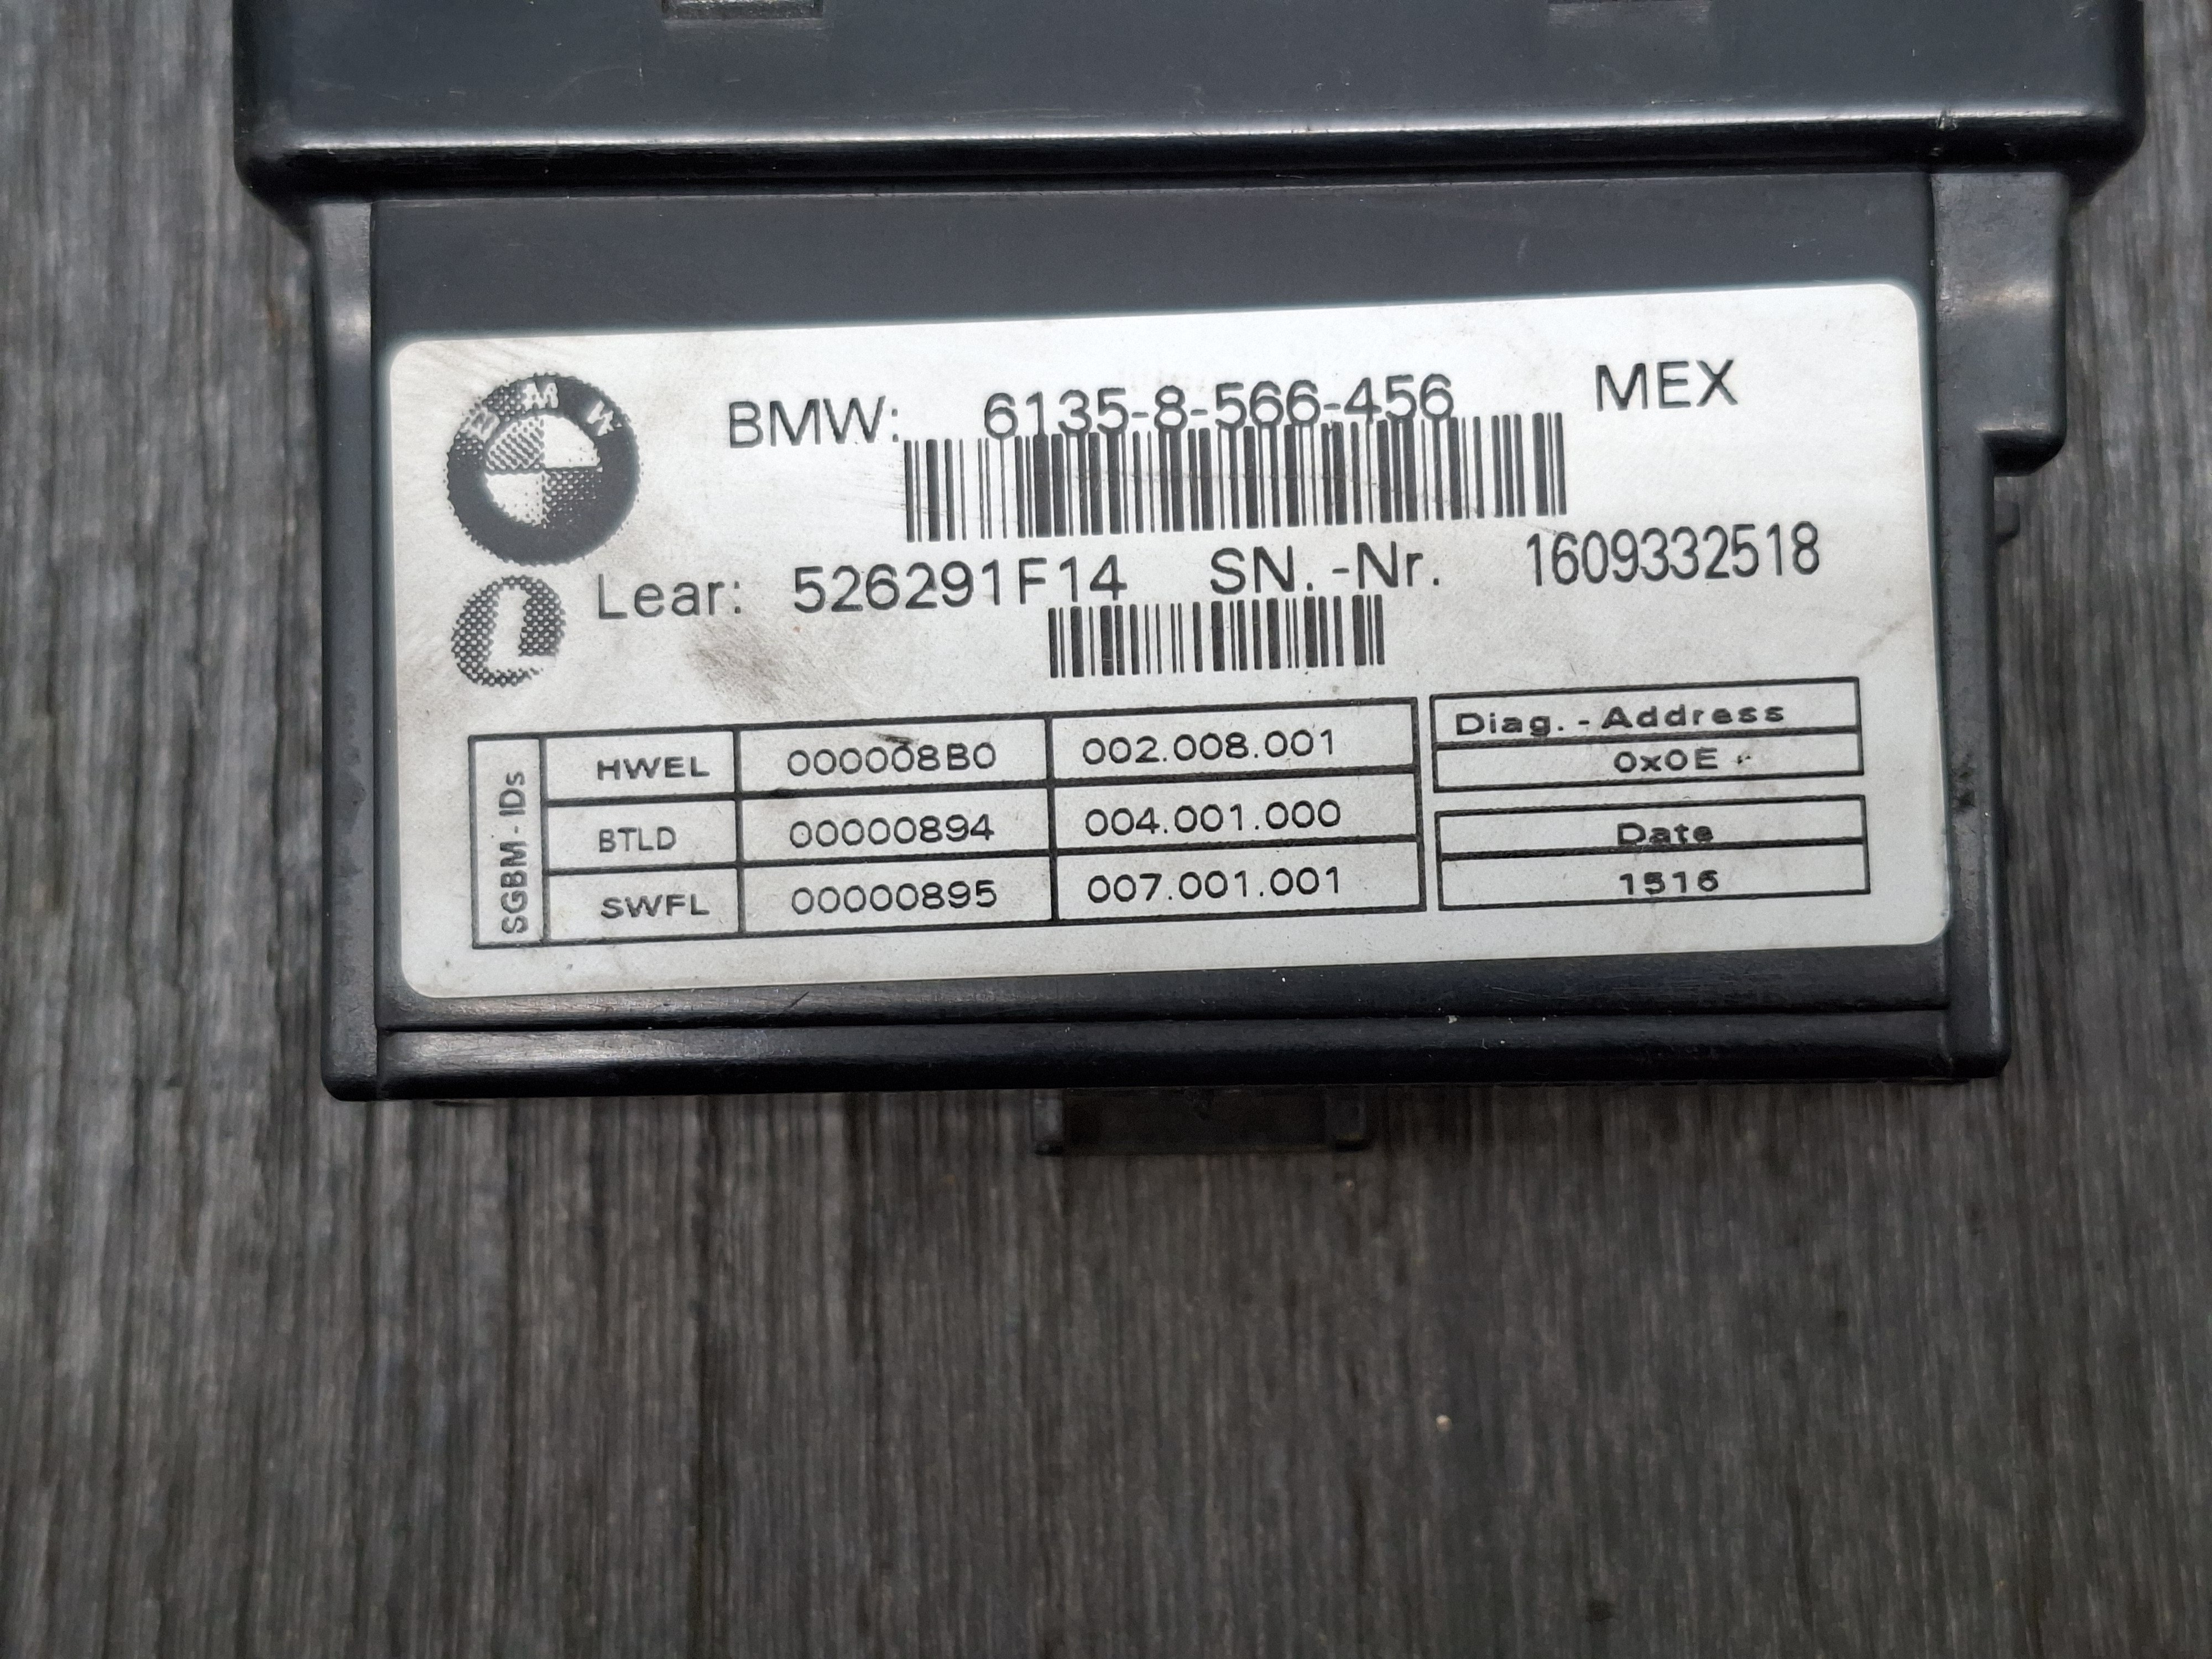 BMW
BMW: 6135-8-566-456 MEX
Lear: 526291F14 SN.-Nr. 1609332518
L
SGBM-IDs
HWEL 000008B0 002.008.001
BTLD 00000894 004.001.000
SWFL 00000895 007.001.001
Diag.-Address
0x0E
Date
1516